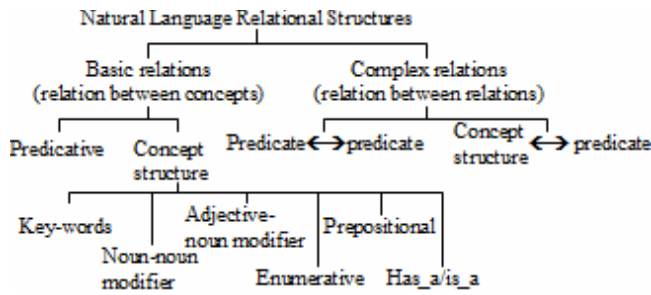 Natural Language Relational Structures
Basic relations
(relation between concepts)
Complex relations
(relation between relations)
Predicative
Concept
structure
Predicate↔predicate
Concept
structure
↔ predicate
Key-words
Noun-noun
modifier
Adjective-
noun modifier
Enumerative
Prepositional
Has_a/is_a